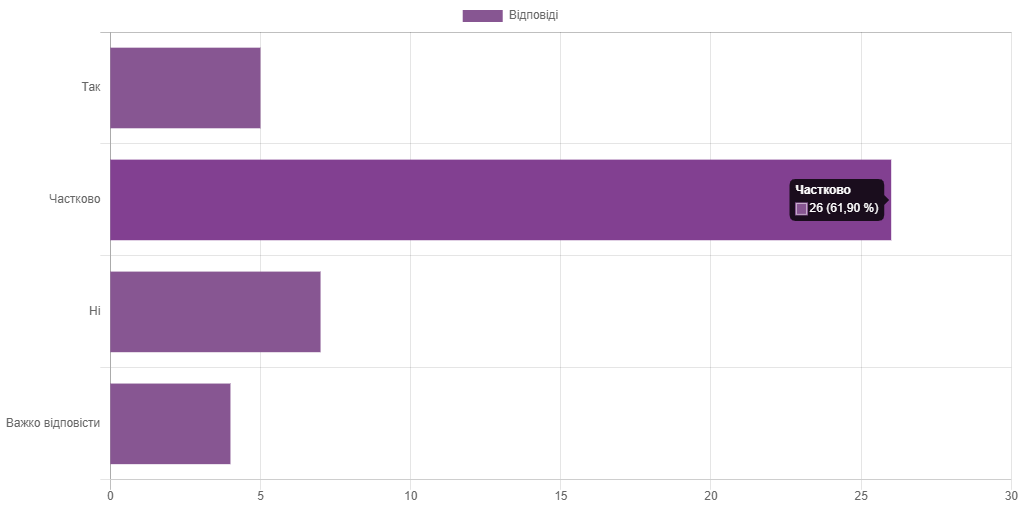 Відповіді
Так
Частково
Частково
26 (61,90 %)
Ні
Важко відповісти
0 5 10 15 20 25 30